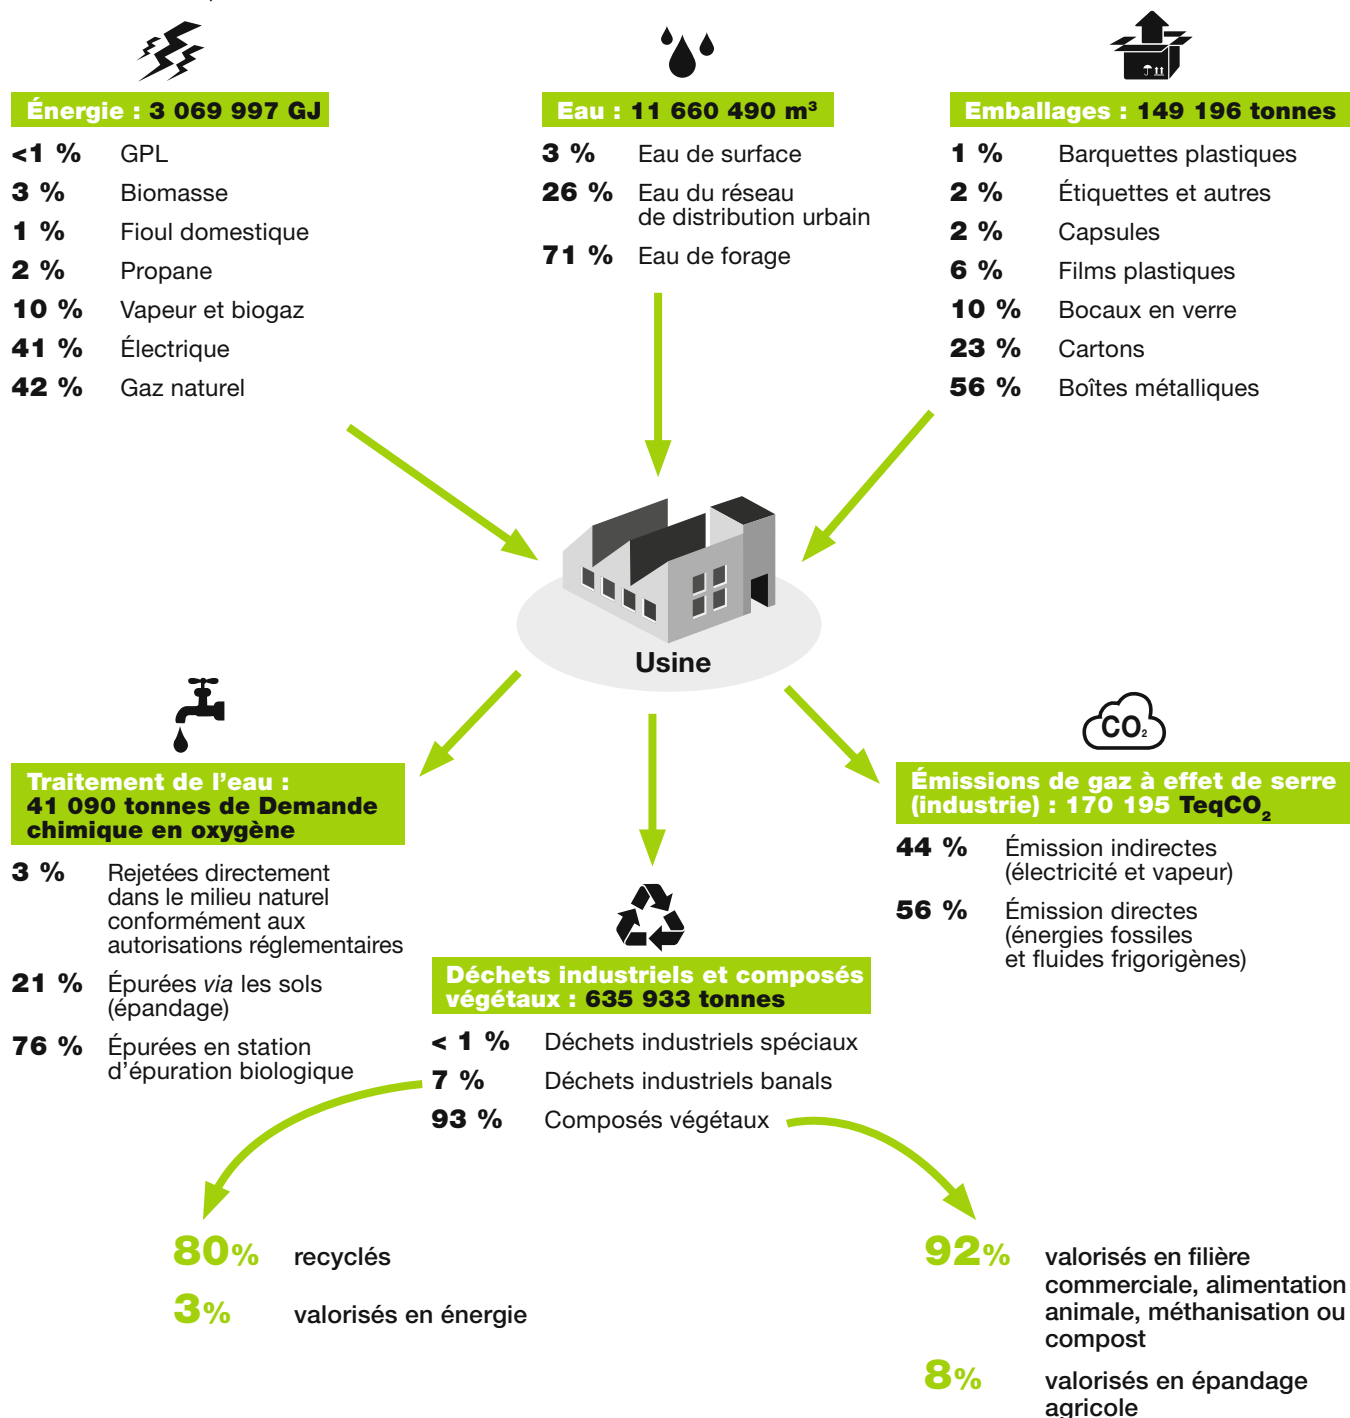 Énergie : 3 069 997 GJ
<1 % GPL
3 % Biomasse
1 % Fioul domestique
2 % Propane
10 % Vapeur et biogaz
41 % Électrique
42 % Gaz naturel
Eau : 11 660 490 m³
3 % Eau de surface
26 % Eau du réseau
de distribution urbain
71 % Eau de forage
Emballages : 149 196 tonnes
1 % Barquettes plastiques
2 % Étiquettes et autres
2 % Capsules
6 % Films plastiques
10 % Bocaux en verre
23 % Cartons
56 % Boîtes métalliques
Usine
Traitement de l'eau :
41 090 tonnes de Demande
chimique en oxygène
3 % Rejetées directement
dans le milieu naturel
conformément aux
autorisations réglementaires
21 % Épurées via les sols
(épandage)
76 % Épurées en station
d'épuration biologique
Déchets industriels et composés
végétaux : 635 933 tonnes
< 1 % Déchets industriels spéciaux
7 % Déchets industriels banals
93 % Composés végétaux
CO₂
Émissions de gaz à effet de serre
(industrie) : 170 195 TeqCO₂
44 % Émission indirectes
(électricité et vapeur)
56 % Émission directes
(énergies fossiles
et fluides frigorigènes)
80% recyclés
3% valorisés en énergie
92% valorisés en filière
commerciale, alimentation
animale, méthanisation ou
compost
8% valorisés en épandage
agricole